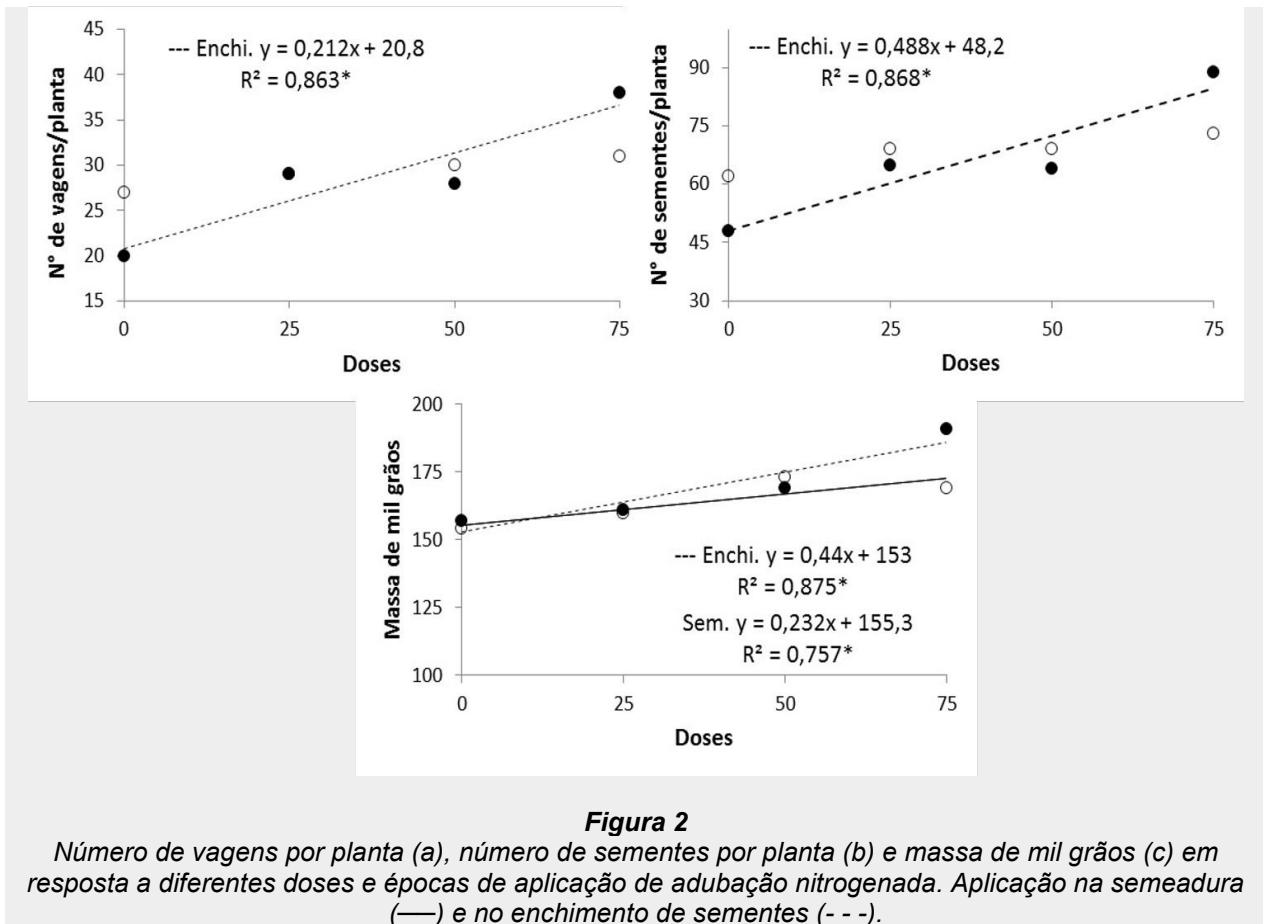 45
40
35
30
25
20
15
N° de vagens/planta
--- Enchi. y = 0,212x + 20,8
R² = 0,863*
0 25 50 75
Doses
90
75
60
45
30
N° de sementes/planta
--- Enchi. y = 0,488x + 48,2
R² = 0,868*
0 25 50 75
Doses
200
175
150
125
100
Massa de mil grãos
--- Enchi. y = 0,44x + 153
R² = 0,875*
Sem. y = 0,232x + 155,3
R² = 0,757*
0 25 50 75
Doses
Figura 2
Número de vagens por planta (a), número de sementes por planta (b) e massa de mil grãos (c) em
resposta a diferentes doses e épocas de aplicação de adubação nitrogenada. Aplicação na semeadura
(-----) e no enchimento de sementes (- - -).